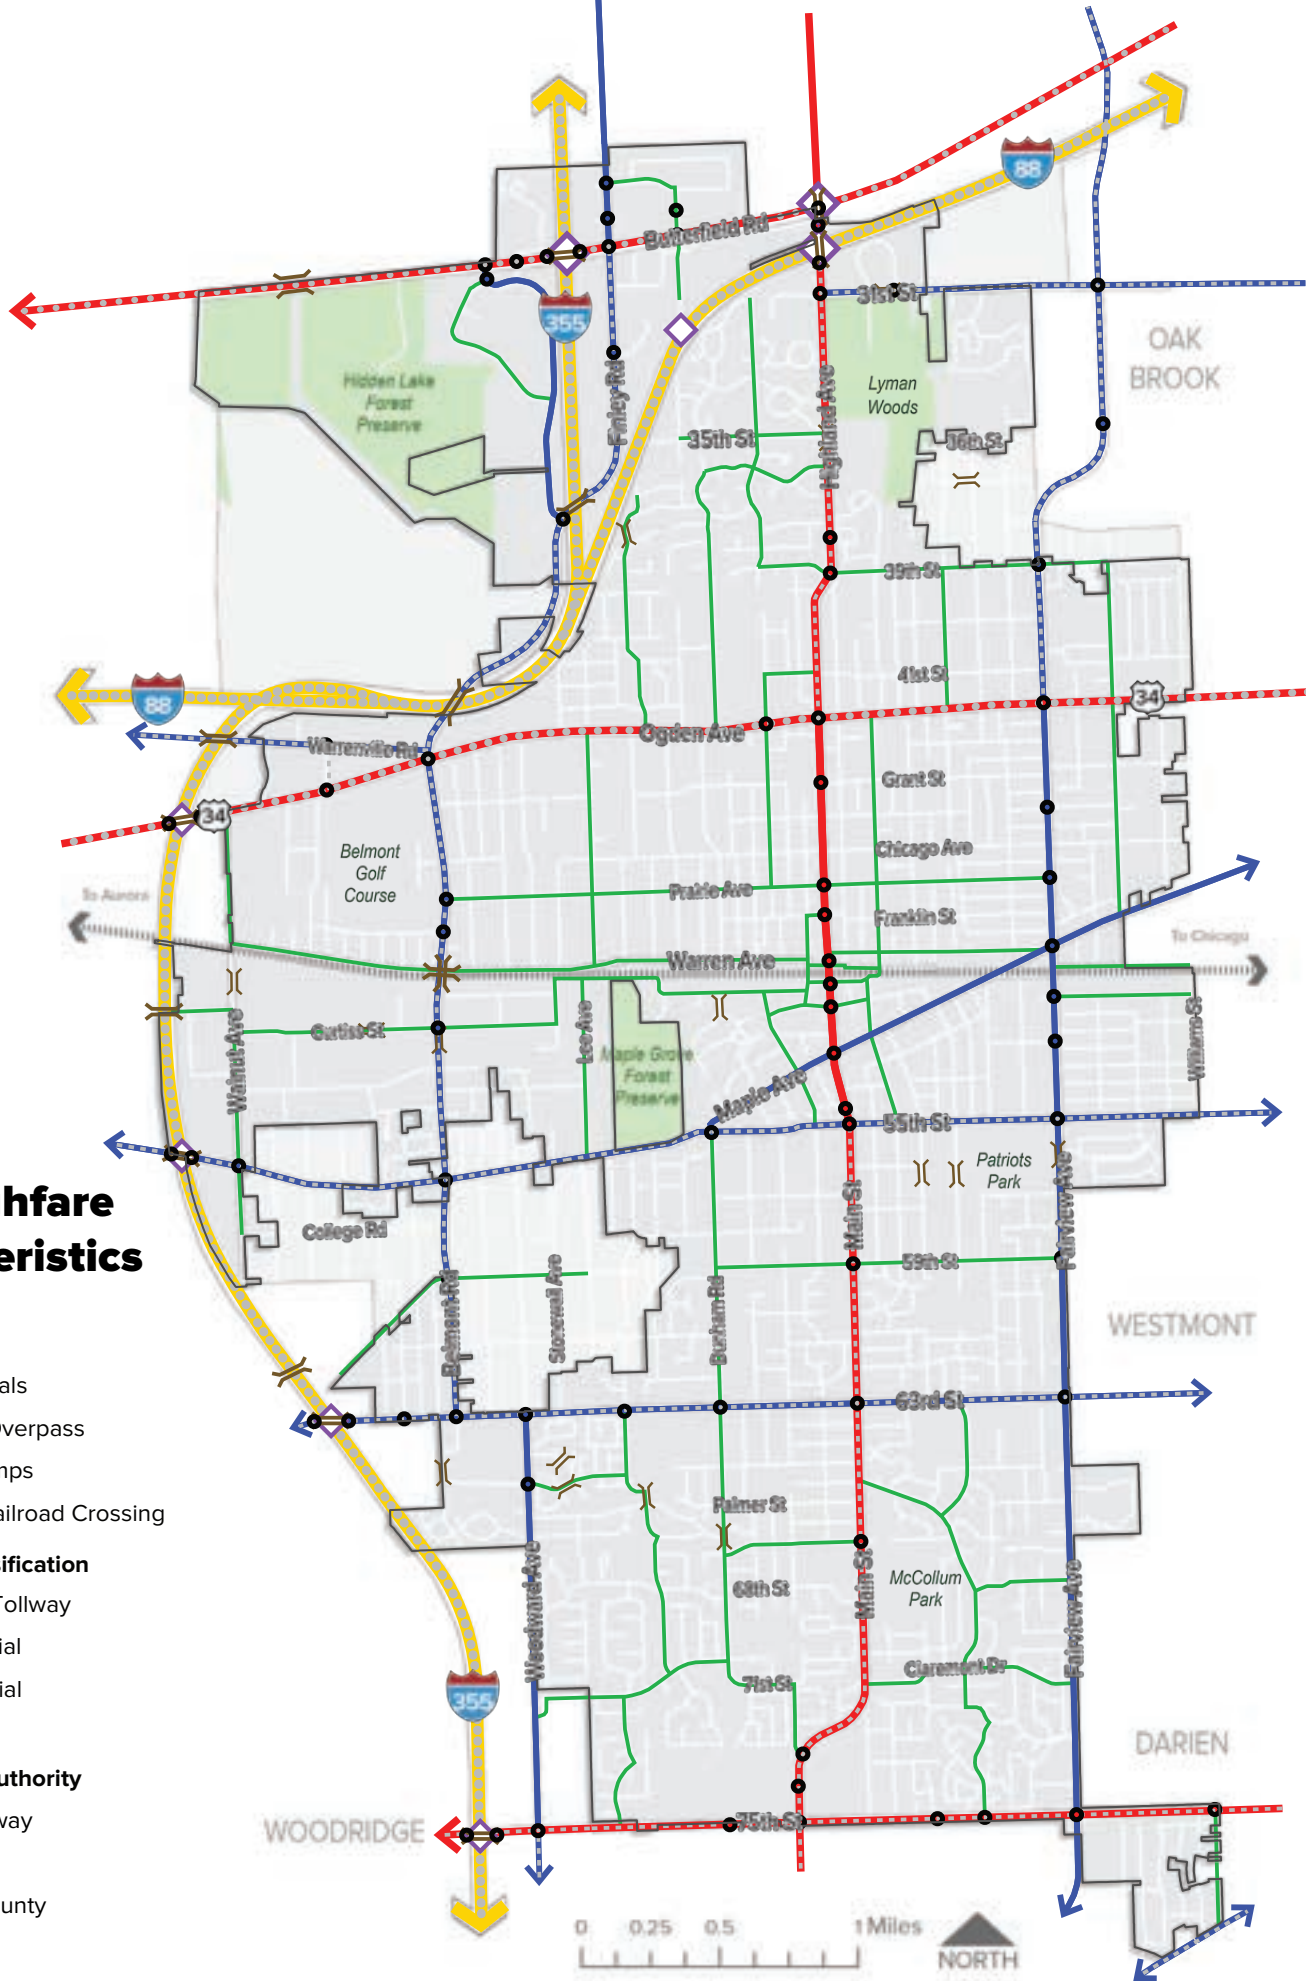 88
Butterfield Rd
355
31st St
OAK
BROOK
Hidden Lake
Forest
Preserve
Finley Rd
Highland Ave
Lyman
Woods
35th St
36th St
39th St
41st St
88
34
Warrenville Rd
Ogden Ave
34
Grant St
Belmont
Golf
Course
Chicago Ave
Prairie Ave
Franklin St
To Aurora
To Chicago
Warren Ave
Walnut Ave
Curtiss St
Lee Ave
Maple Grove
Forest
Preserve
Williams St
Maple Ave
55th St
Patriots
Park
hfare
eristics
College Rd
Main St
Fairview Ave
59th St
Belmont Rd
Stonewall Ave
Dunham Rd
WESTMONT
als
Overpass
mps
ailroad Crossing
63rd St
Palmer St
sification
Tollway
ial
ial
68th St
Main St
McCollum
Park
Woodward Ave
Fairview Ave
Claremont Dr
71st St
355
DARIEN
uthority
way
WOODRIDGE
75th St
unty
0 0.25 0.5 1 Miles
NORTH